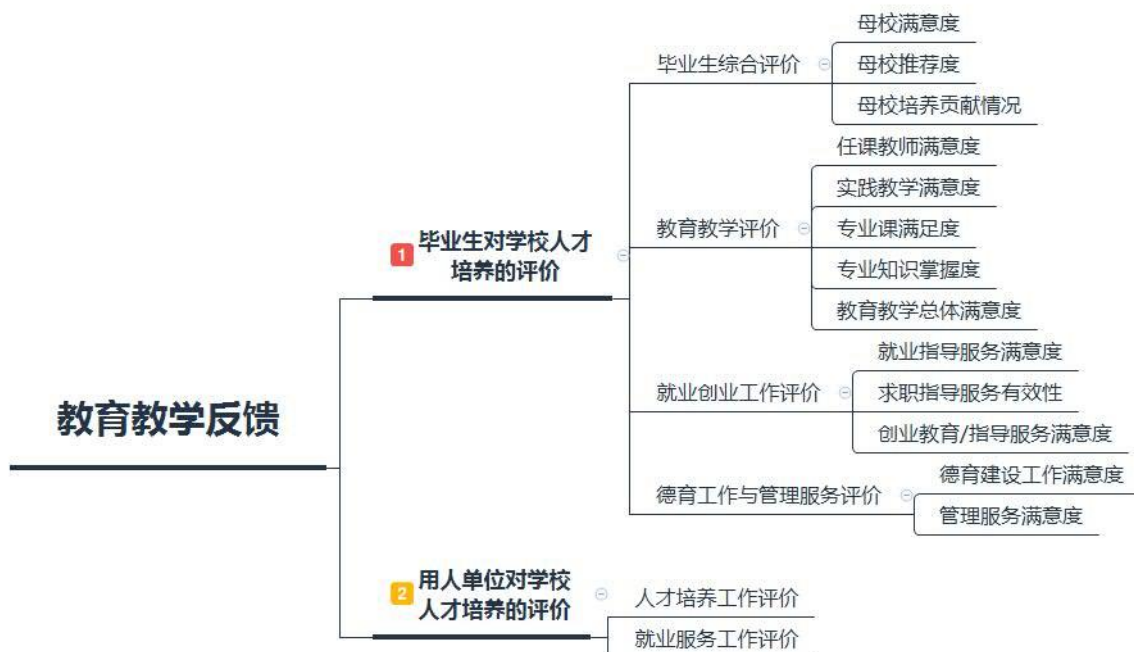 教育教学反馈
1
毕业生对学校人才
培养的评价
毕业生综合评价
母校满意度
母校推荐度
母校培养贡献情况
教育教学评价
任课教师满意度
实践教学满意度
专业课满足度
专业知识掌握度
教育教学总体满意度
就业创业工作评价
就业指导服务满意度
求职指导服务有效性
创业教育/指导服务满意度
德育工作与管理服务评价
德育建设工作满意度
管理服务满意度
2
用人单位对学校
人才培养的评价
人才培养工作评价
就业服务工作评价